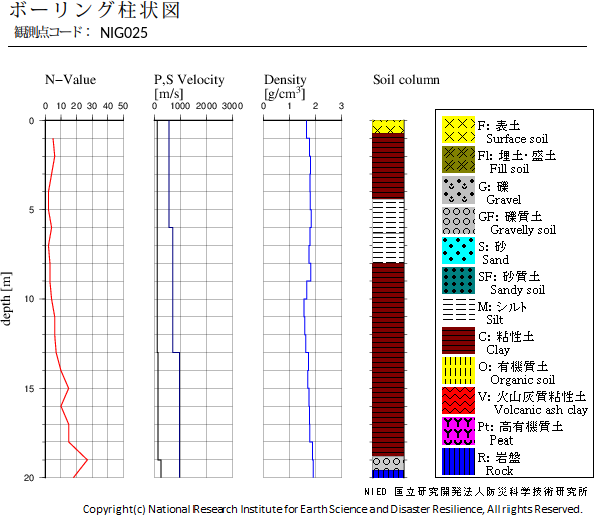 ボーリング柱状図
観測点コード： NIG025
N−Value
P,S Velocity
[m/s]
Density
[g/cm³]
Soil column
0 10 20 30 40 50
0 1000 2000 3000
0 1 2 3
0
5
10
15
20
depth [m]
F: 表土
Surface soil
Fl: 埋土・盛土
Fill soil
G: 礫
Gravel
GF: 礫質土
Gravelly soil
S: 砂
Sand
SF: 砂質土
Sandy soil
M: シルト
Silt
C: 粘性土
Clay
O: 有機質土
Organic soil
V: 火山灰質粘性土
Volcanic ash clay
Pt: 高有機質土
Peat
R: 岩盤
Rock
NIED 国立研究開発法人防災科学技術研究所
Copyright(c) National Research Institute for Earth Science and Disaster Resilience, All rights Reserved.